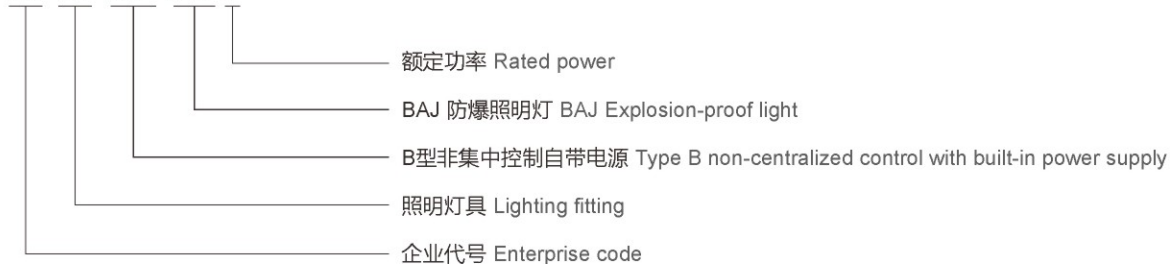 额定功率 Rated power
BAJ 防爆照明灯 BAJ Explosion-proof light
B型非集中控制自带电源 Type B non-centralized control with built-in power supply
照明灯具 Lighting fitting
企业代号 Enterprise code